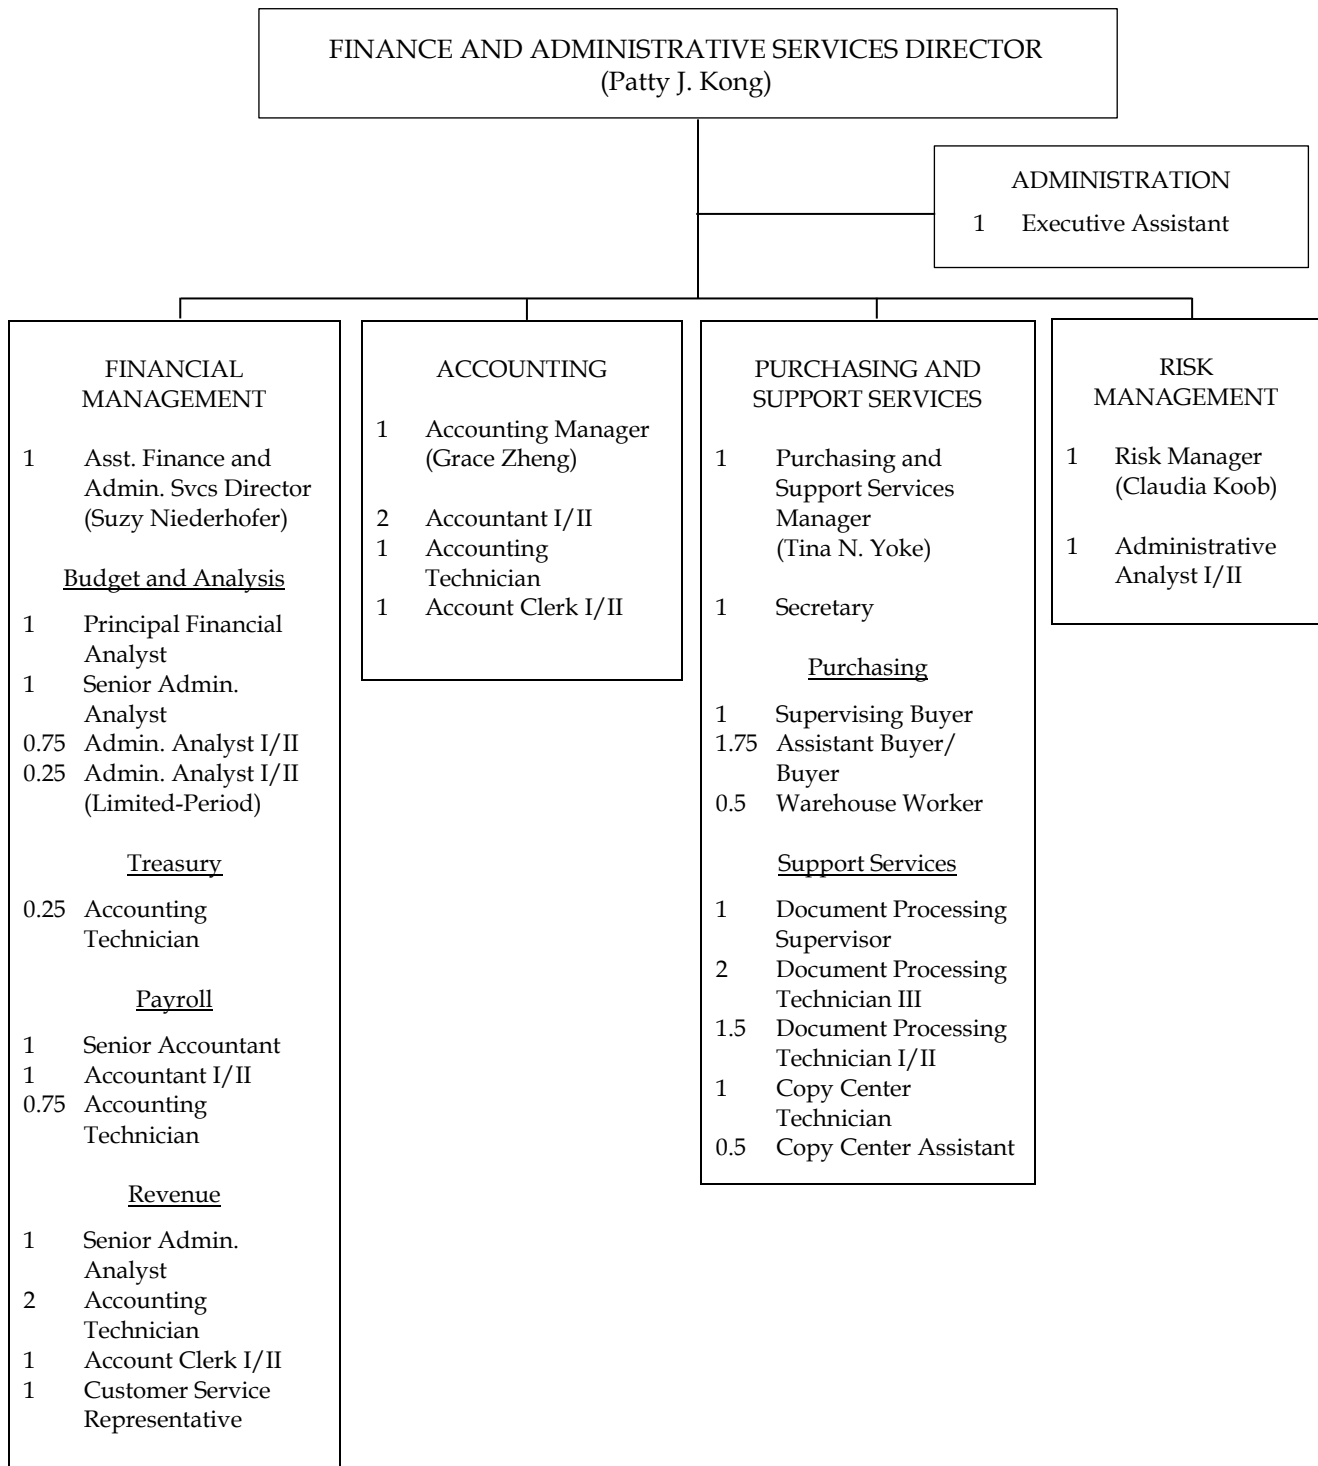 FINANCE AND ADMINISTRATIVE SERVICES DIRECTOR
(Patty J. Kong)
ADMINISTRATION
1 Executive Assistant
FINANCIAL
MANAGEMENT
1 Asst. Finance and
Admin. Svcs Director
(Suzy Niederhofer)
Budget and Analysis
1 Principal Financial
Analyst
1 Senior Admin.
Analyst
0.75 Admin. Analyst I/II
0.25 Admin. Analyst I/II
(Limited-Period)
Treasury
0.25 Accounting
Technician
Payroll
1 Senior Accountant
1 Accountant I/II
0.75 Accounting
Technician
Revenue
1 Senior Admin.
Analyst
2 Accounting
Technician
1 Account Clerk I/II
1 Customer Service
Representative
ACCOUNTING
1 Accounting Manager
(Grace Zheng)
2 Accountant I/II
1 Accounting
Technician
1 Account Clerk I/II
PURCHASING AND
SUPPORT SERVICES
1 Purchasing and
Support Services
Manager
(Tina N. Yoke)
1 Secretary
Purchasing
1 Supervising Buyer
1.75 Assistant Buyer/
Buyer
0.5 Warehouse Worker
Support Services
1 Document Processing
Supervisor
2 Document Processing
Technician III
1.5 Document Processing
Technician I/II
1 Copy Center
Technician
0.5 Copy Center Assistant
RISK
MANAGEMENT
1 Risk Manager
(Claudia Koob)
1 Administrative
Analyst I/II